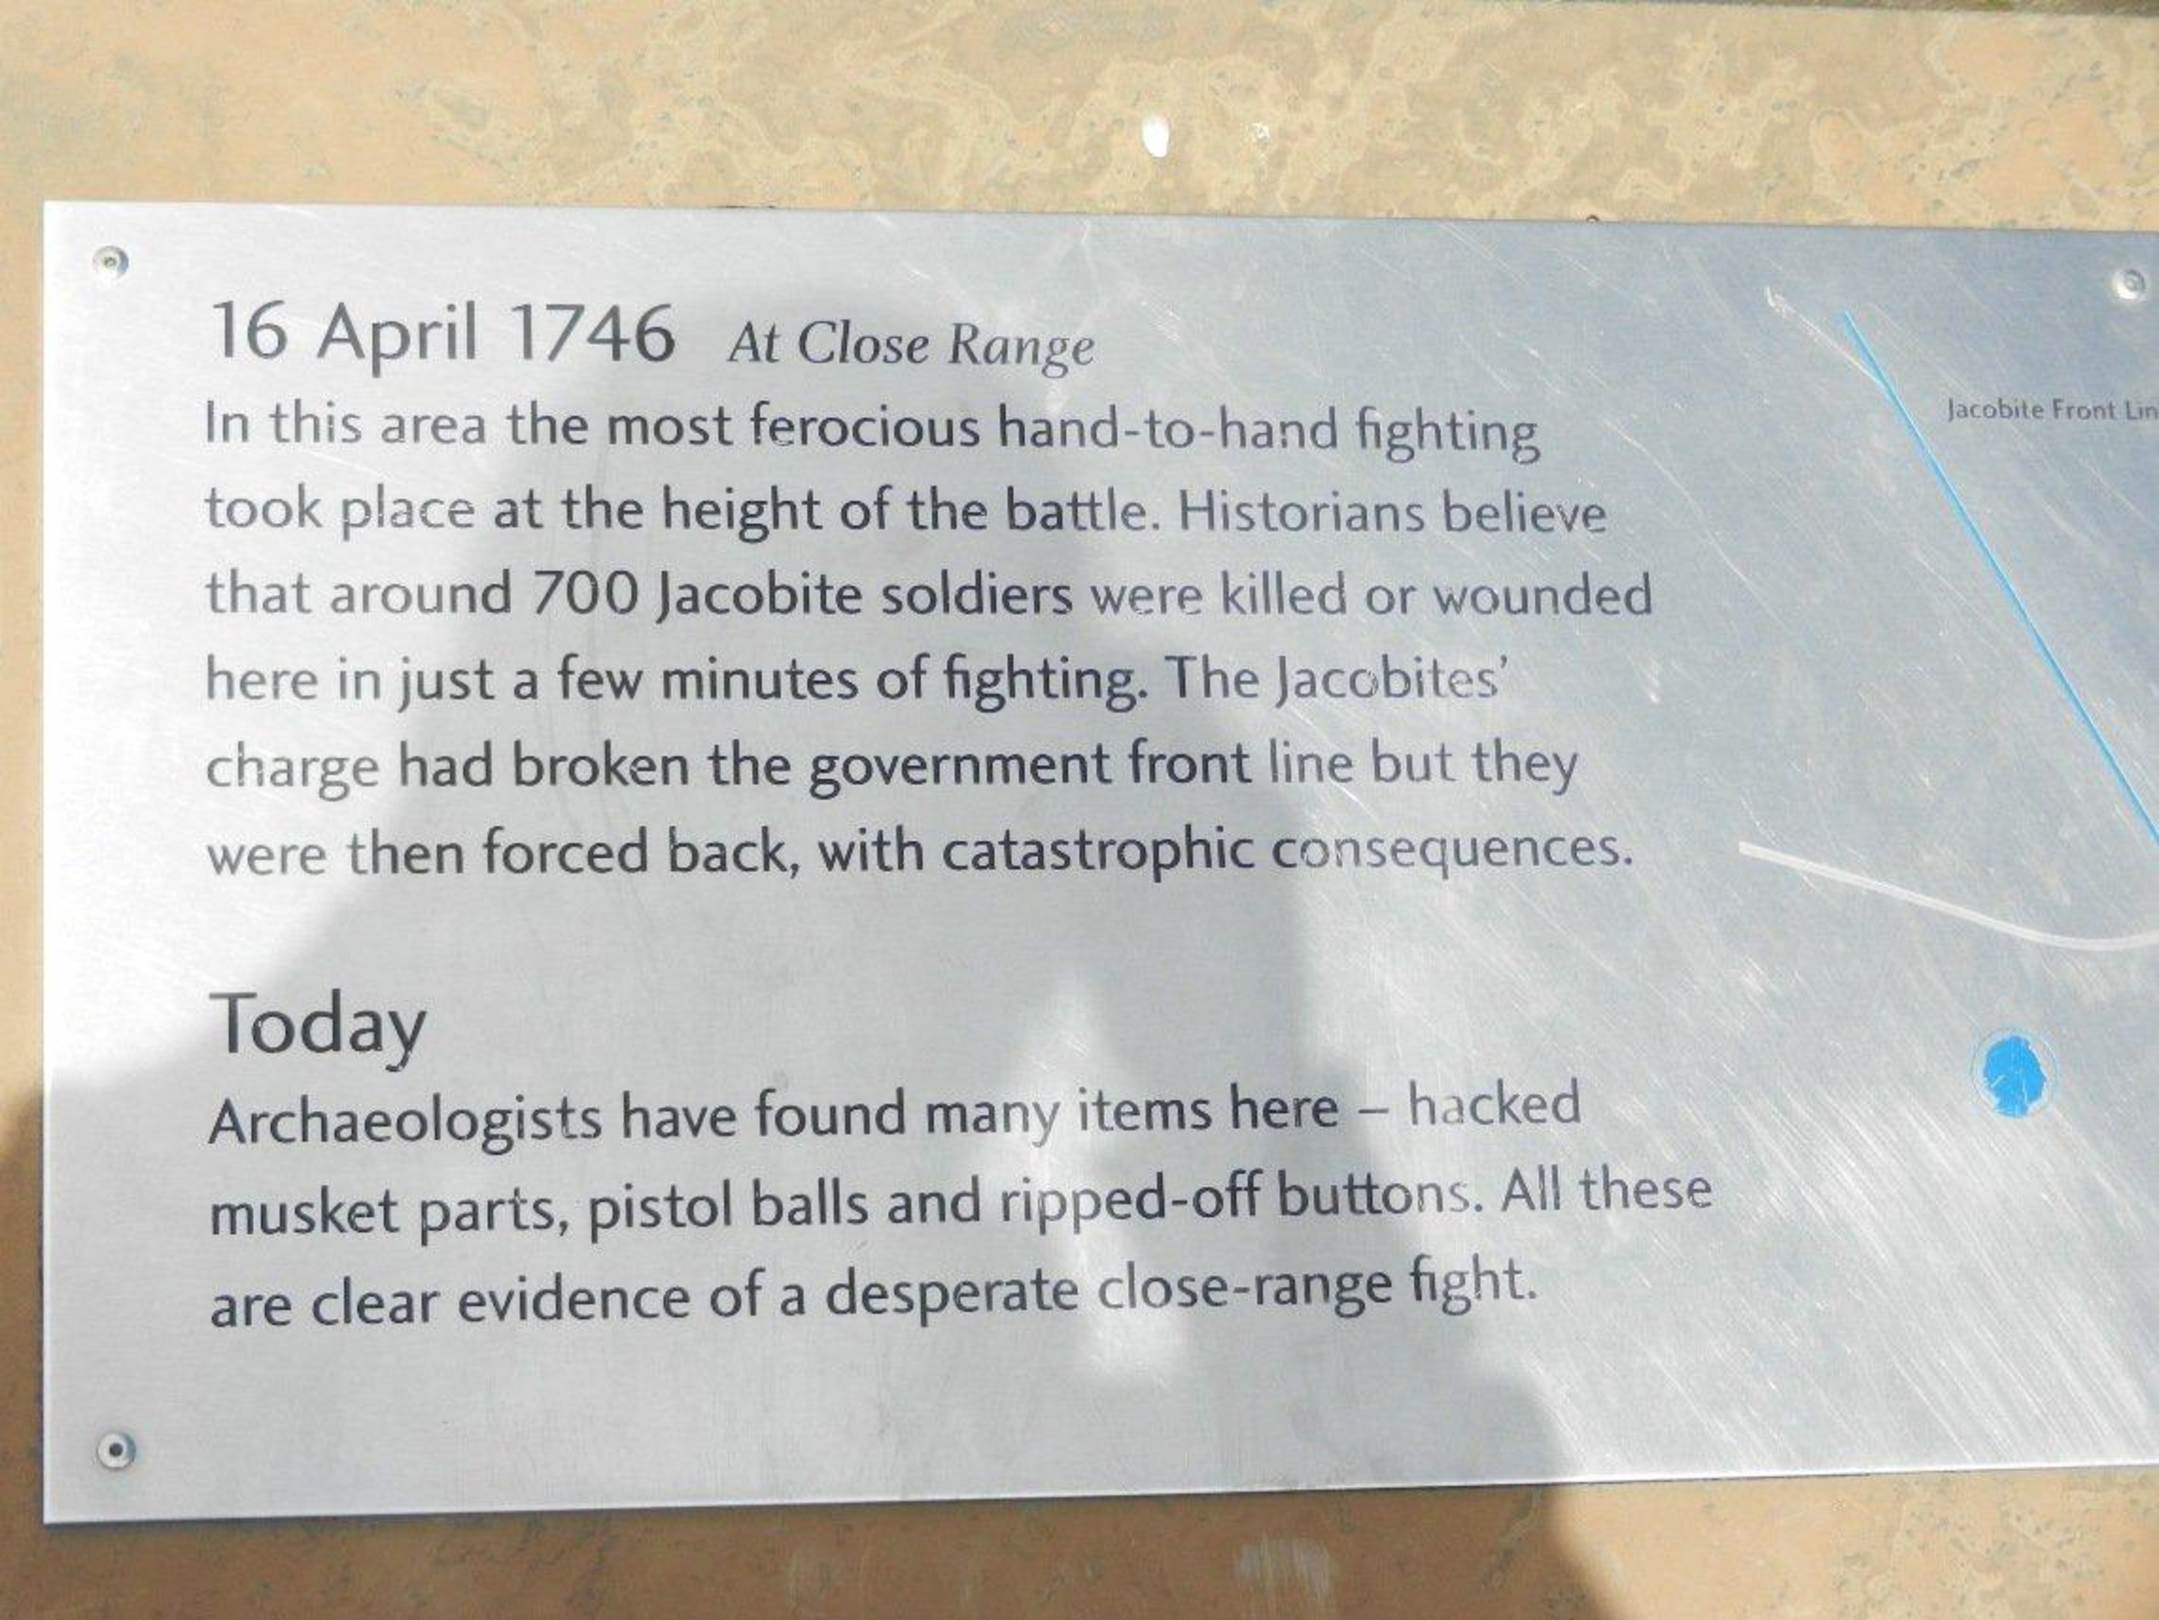 16 April 1746 At Close Range
In this area the most ferocious hand-to-hand fighting
took place at the height of the battle. Historians believe
that around 700 Jacobite soldiers were killed or wounded
here in just a few minutes of fighting. The Jacobites’
charge had broken the government front line but they
were then forced back, with catastrophic consequences.
Jacobite Front Lin
Today
Archaeologists have found many items here – hacked
musket parts, pistol balls and ripped-off buttons. All these
are clear evidence of a desperate close-range fight.